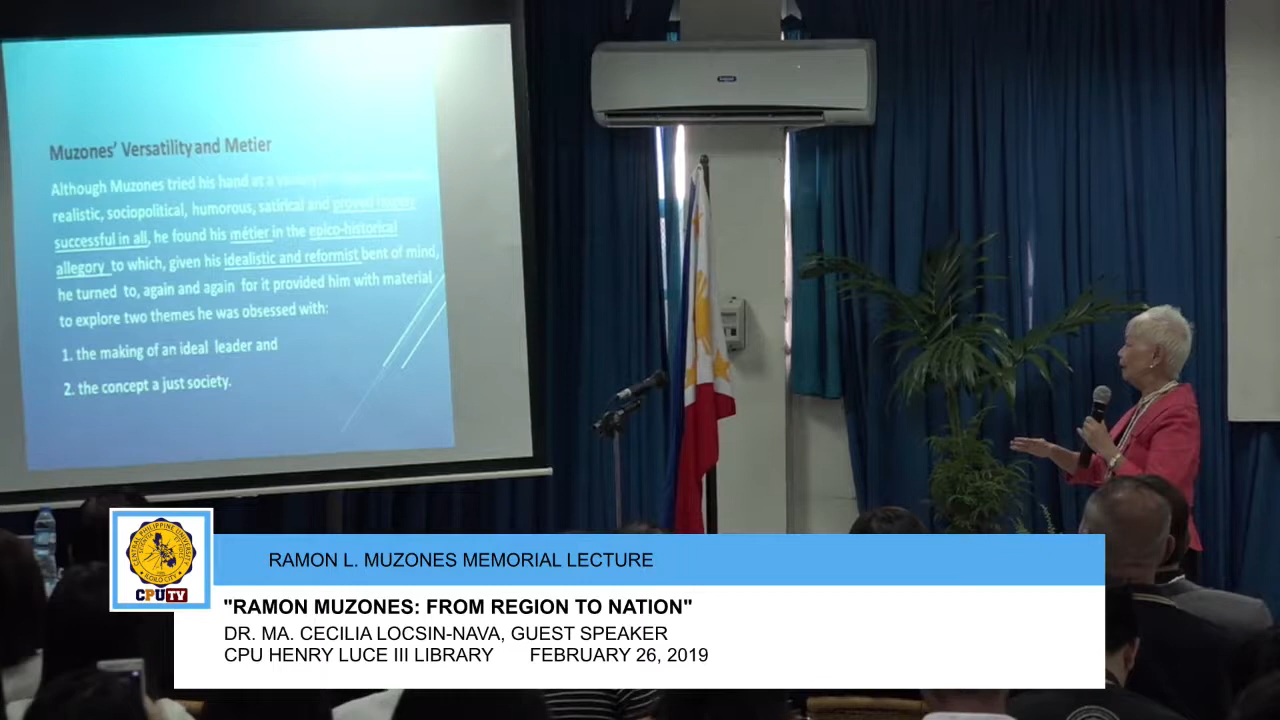 Muzones' Versatility and Metier
Although Muzones tried his hand at a
realistic, sociopolitical, humorous, satirical and proved
successful in all, he found his métier in the epico-historical
allegory to which, given his idealistic and reformist bent of mind,
he turned to, again and again for it provided him with material
to explore two themes he was obsessed with:
1. the making of an ideal leader and
2. the concept a just society.
CENTRAL PHILIPPINE UNIVERSITY
ILOILO CITY
CPUTV
RAMON L. MUZONES MEMORIAL LECTURE
"RAMON MUZONES: FROM REGION TO NATION"
DR. MA. CECILIA LOCSIN-NAVA, GUEST SPEAKER
CPU HENRY LUCE III LIBRARY FEBRUARY 26, 2019